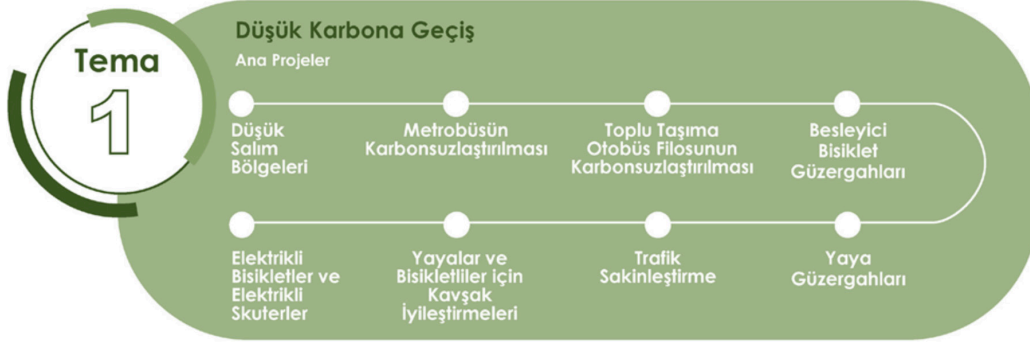 Tema
1
Düşük Karbona Geçiş
Ana Projeler
Düşük
Salım
Bölgeleri
Metrobüsün
Karbonsuzlaştırılması
Toplu Taşıma
Otobüs Filosunun
Karbonsuzlaştırılması
Besleyici
Bisiklet
Güzergahları
Elektrikli
Bisikletler ve
Elektrikli
Skuterler
Yayalar ve
Bisikletliler için
Kavşak
İyileştirmeleri
Trafik
Sakinleştirme
Yaya
Güzergahları